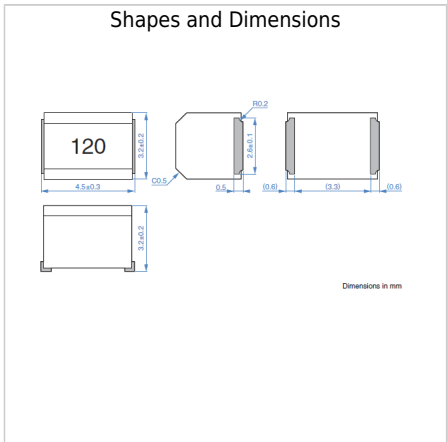 Shapes and Dimensions
R0.2
120
3.2±0.2
2.6±0.1
C0.5
4.5±0.3
0.5
(0.6)
(3.3)
(0.6)
3.2±0.2
Dimensions in mm